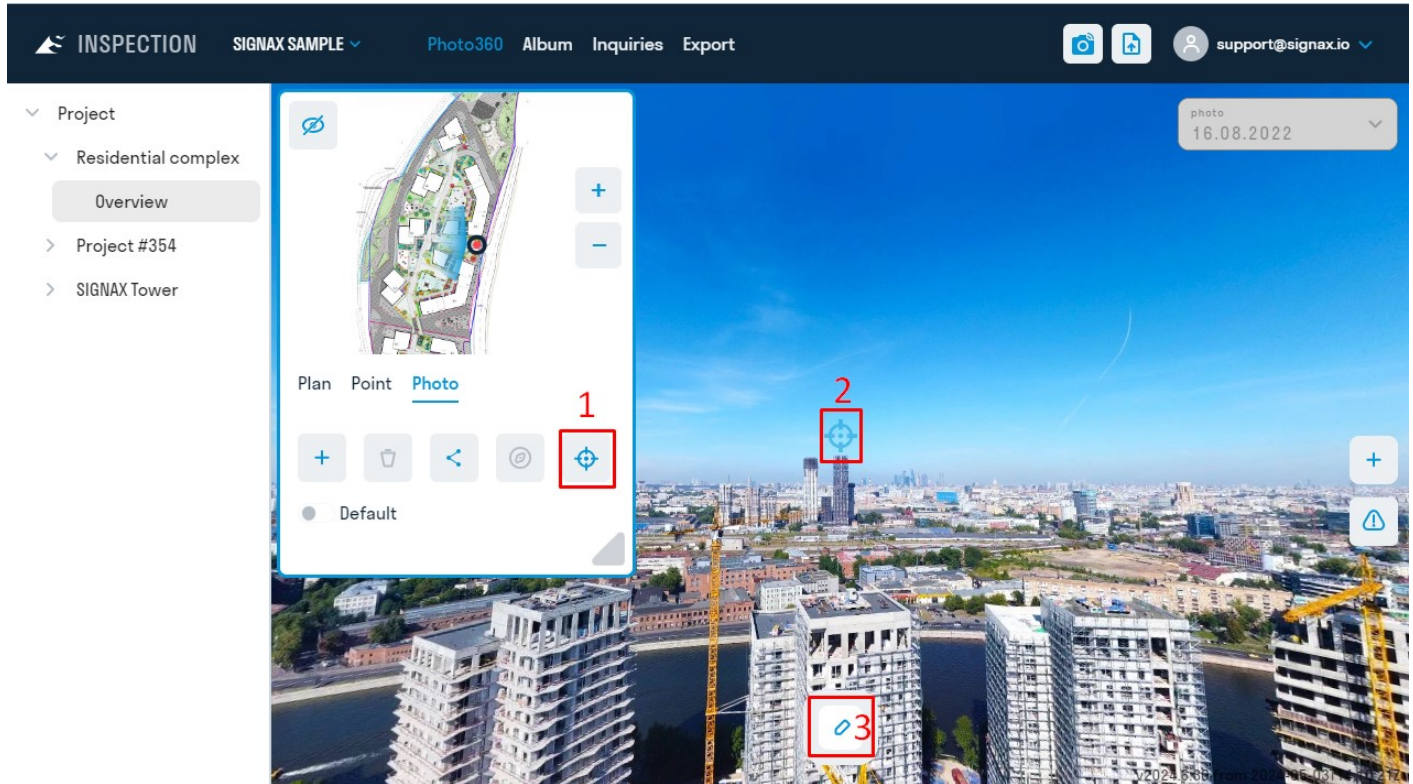 INSPECTION SIGNAX SAMPLE Photo360 Album Inquiries Export support@signax.io
Project
Residential complex
Overview
Project #354
SIGNAX Tower
photo
16.08.2022
Plan Point Photo
1
2
Default
3